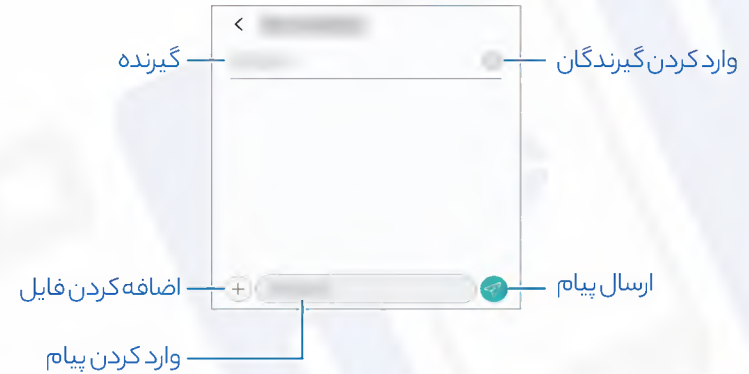 گیرنده
وارد کردن گیرندگان
اضافه کردن فایل
ارسال پیام
وارد کردن پیام